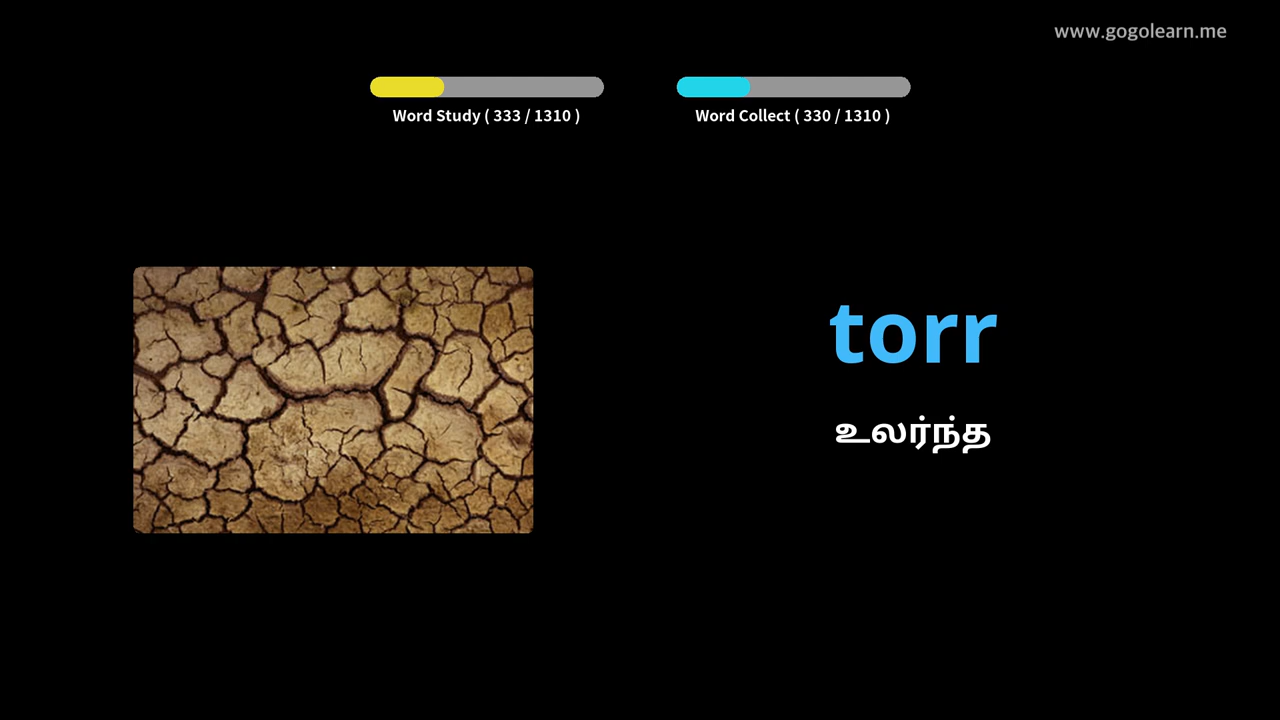 www.gogolearn.me
Word Study ( 333 / 1310 )
Word Collect ( 330 / 1310 )
torr
உலர்ந்த